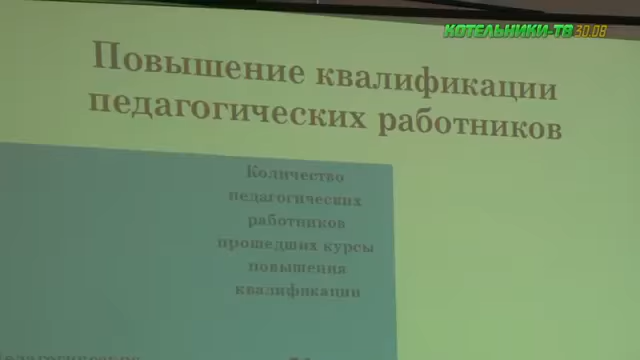 КОТЕЛЬНИКИ-ТВ 30.08
Повышение квалификации
педагогических работников
Количество
педагогических
работников
прошедших курсы
повышения
квалификации